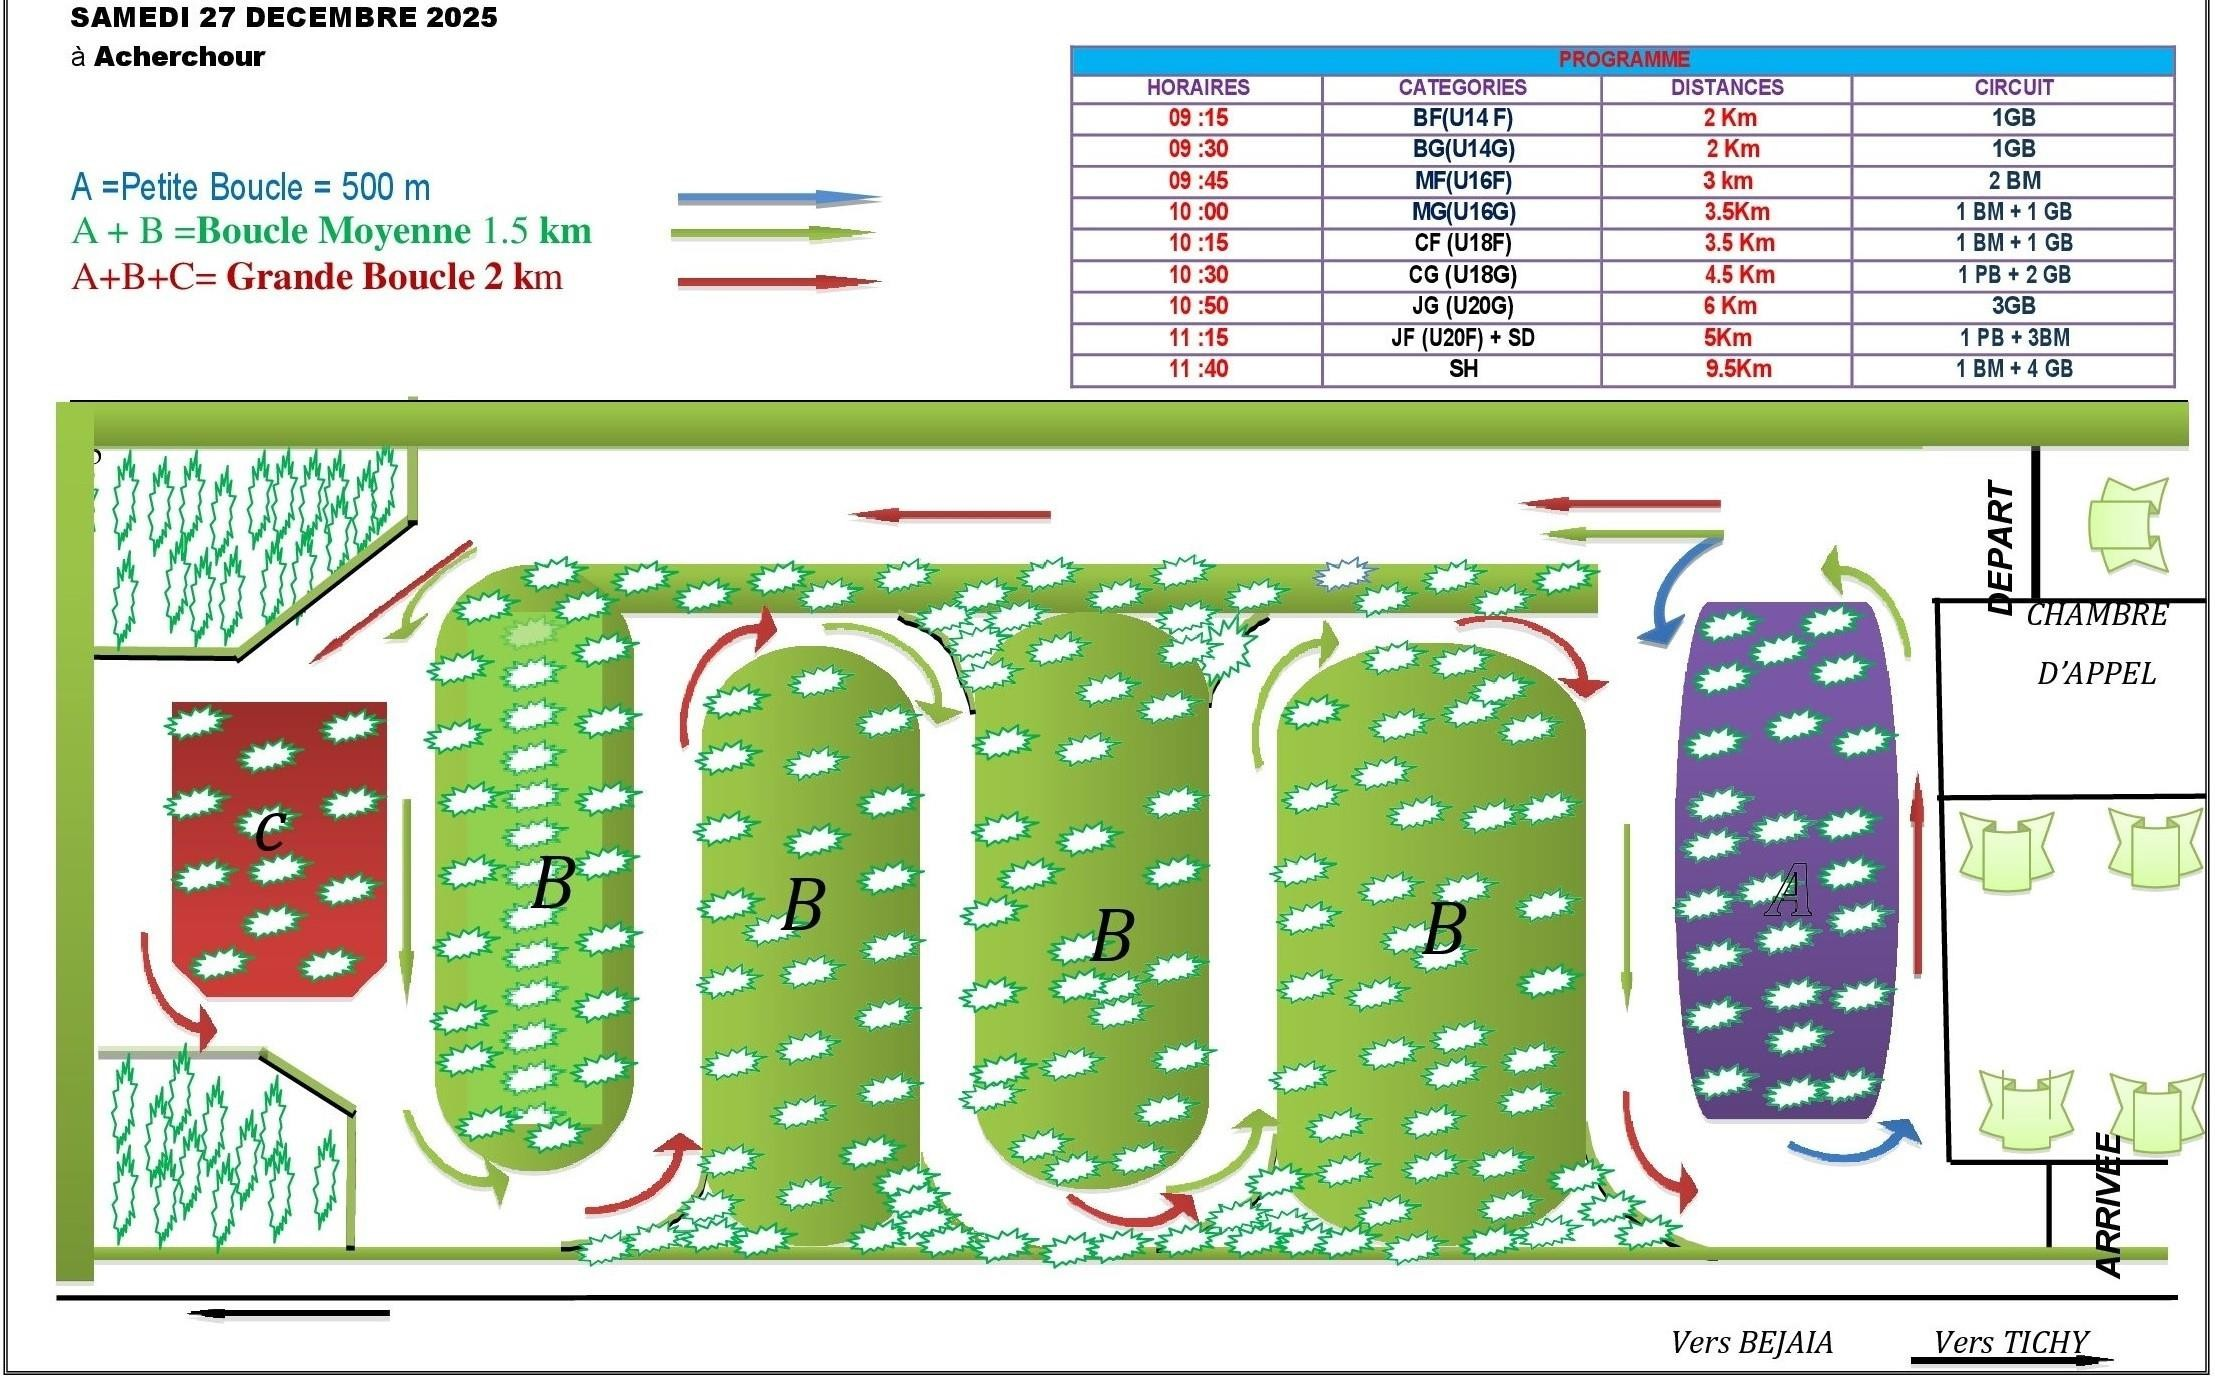 SAMEDI 27 DECEMBRE 2025
à Acherchour
A =Petite Boucle = 500 m
A + B =Boucle Moyenne 1.5 km
A+B+C= Grande Boucle 2 km
PROGRAMME
HORAIRES CATEGORIES DISTANCES CIRCUIT
09 :15 BF(U14 F) 2 Km 1GB
09 :30 BG(U14G) 2 Km 1GB
09 :45 MF(U16F) 3 km 2 BM
10 :00 MG(U16G) 3.5Km 1 BM + 1 GB
10 :15 CF (U18F) 3.5 Km 1 BM + 1 GB
10 :30 CG (U18G) 4.5 Km 1 PB + 2 GB
10 :50 JG (U20G) 6 Km 3GB
11 :15 JF (U20F) + SD 5Km 1 PB + 3BM
11 :40 SH 9.5Km 1 BM + 4 GB
DEPART
CHAMBRE
D'APPEL
c
B
B
B
B
A
ARRIVEE
Vers BEJAIA Vers TICHY